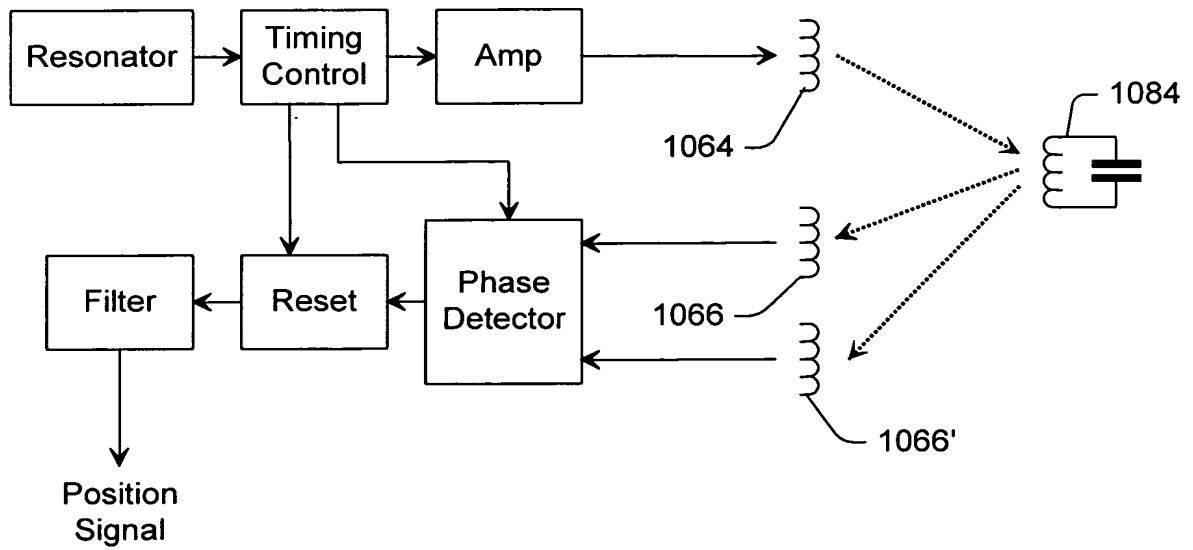 Resonator
Timing
Control
Amp
1064
1084
Filter
Reset
Phase
Detector
1066
1066'
Position
Signal